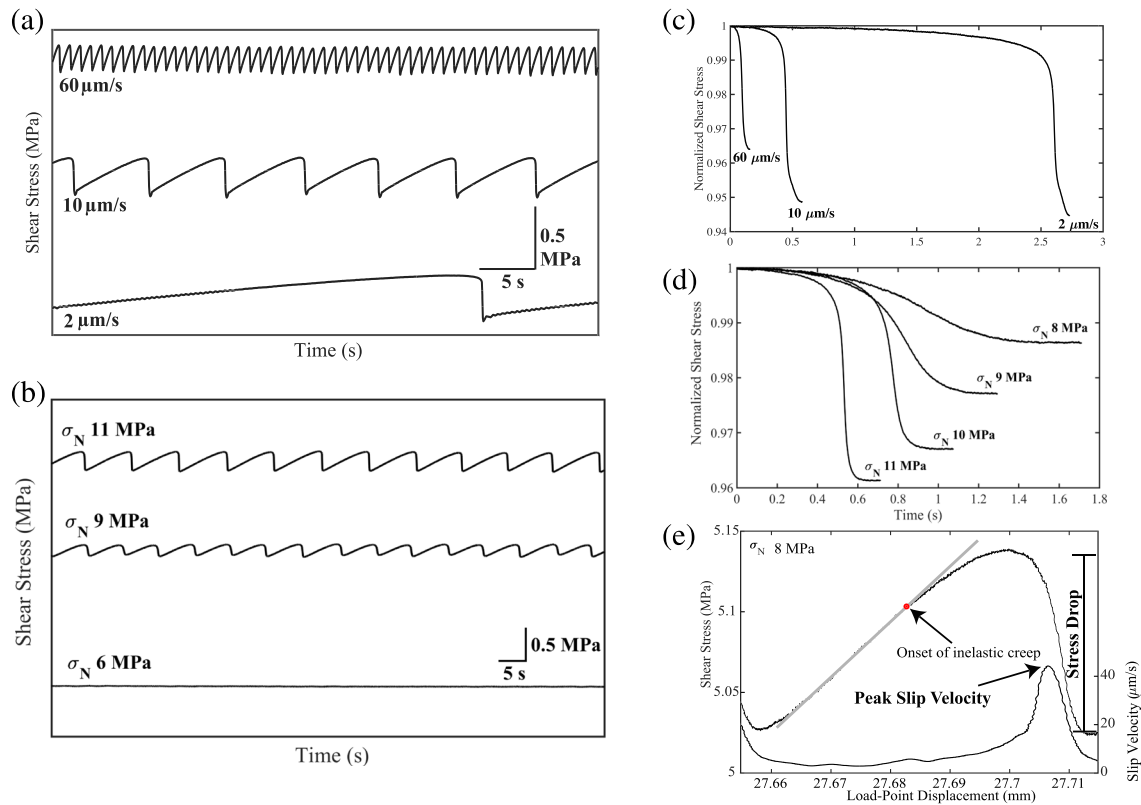 (a)
Shear Stress (MPa)
60 μm/s
10 μm/s
2 μm/s
0.5
MPa
5 s
Time (s)
(b)
Shear Stress (MPa)
σN 11 MPa
σN 9 MPa
σN 6 MPa
0.5 MPa
5 s
Time (s)
(c)
Normalized Shear Stress
1
0.99
0.98
0.97
0.96
0.95
0.94
60 μm/s
10 μm/s
2 μm/s
0 0.5 1 1.5 2 2.5 3
(d)
Normalized Shear Stress
1
0.99
0.98
0.97
0.96
σN 8 MPa
σN 9 MPa
σN 10 MPa
σN 11 MPa
0 0.2 0.4 0.6 0.8 1 1.2 1.4 1.6 1.8
Time (s)
(e)
Shear Stress (MPa)
5.15
5.10
5.05
5
σN 8 MPa
Onset of inelastic creep
Peak Slip Velocity
Stress Drop
40
20
0
Slip Velocity (μm/s)
27.66 27.67 27.68 27.69 27.7 27.71
Load-Point Displacement (mm)